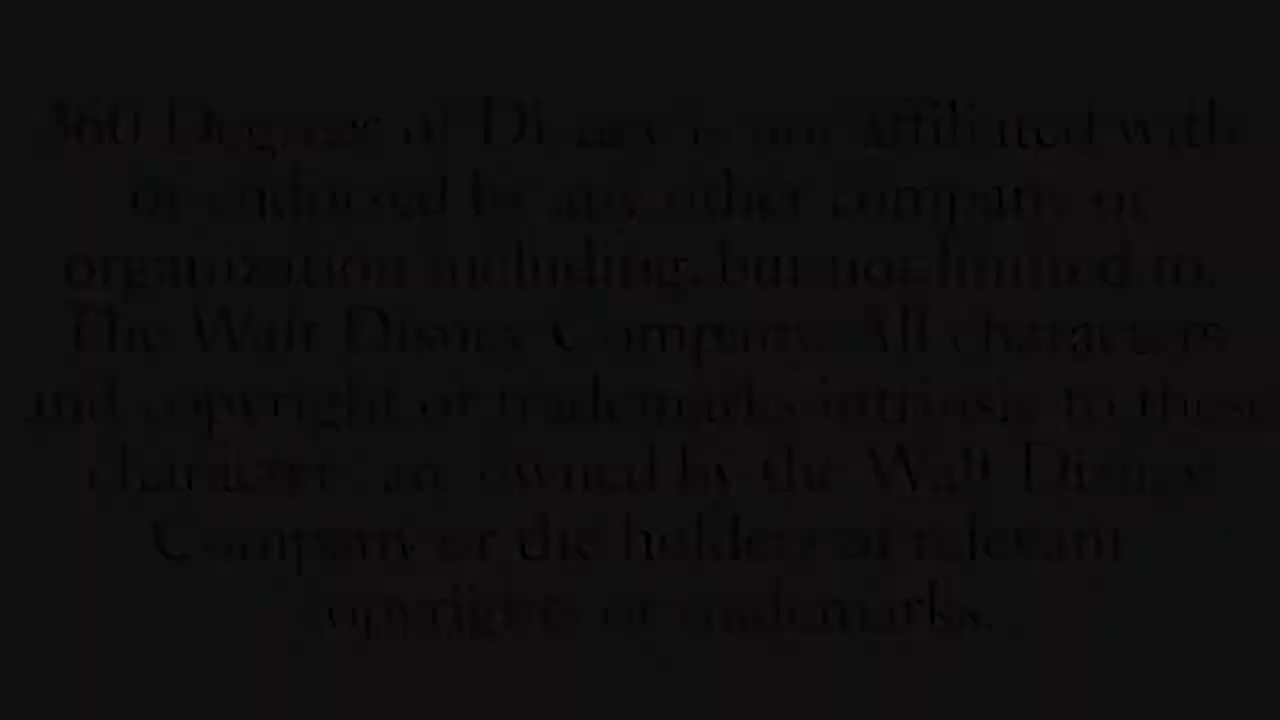 360 Degrees of Disney is not affiliated with
or endorsed by any other company or
organization including, but not limited to,
The Walt Disney Company. All characters
and copyright or trademarks intrinsic to these
characters are owned by the Walt Disney
Company or the holders of relevant
copyrights or trademarks.